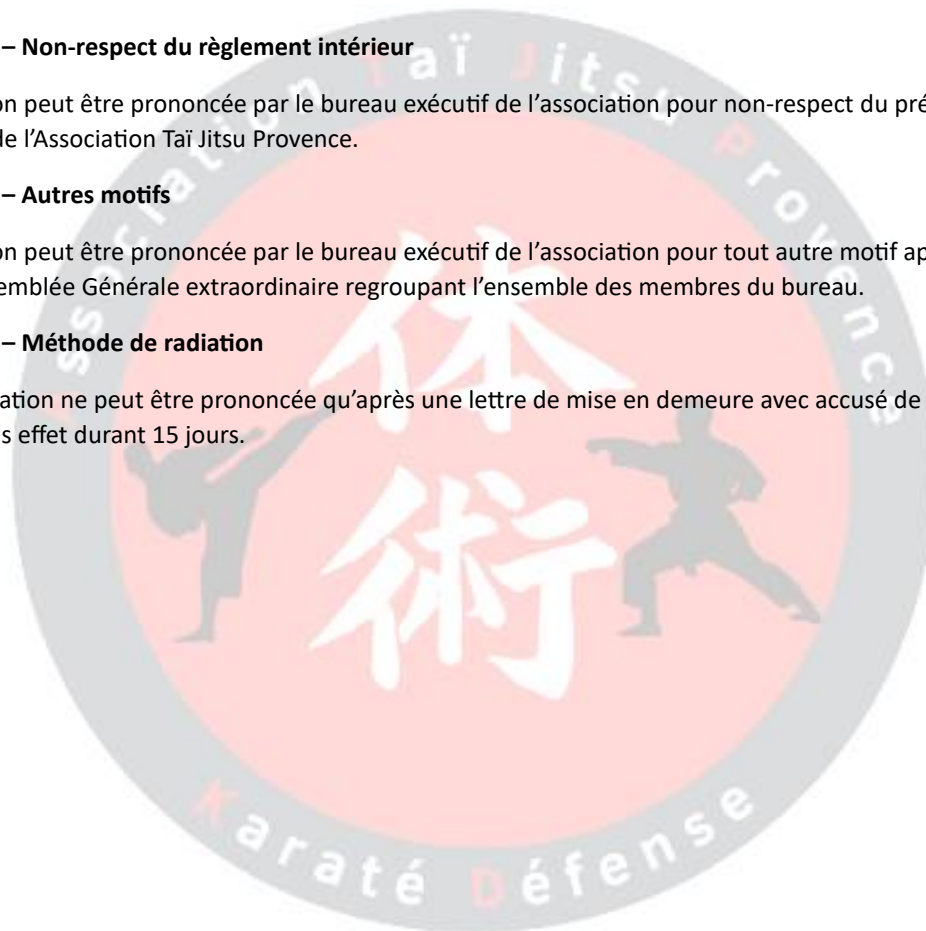 – Non-respect du règlement intérieur
on peut être prononcée par le bureau exécutif de l’association pour non-respect du pré
de l’Association Taï Jitsu Provence.
– Autres motifs
on peut être prononcée par le bureau exécutif de l’association pour tout autre motif ap
emblée Générale extraordinaire regroupant l’ensemble des membres du bureau.
– Méthode de radiation
ation ne peut être prononcée qu’après une lettre de mise en demeure avec accusé de
s effet durant 15 jours.
Association Taï Jitsu Provence
体
術
Karaté Défense